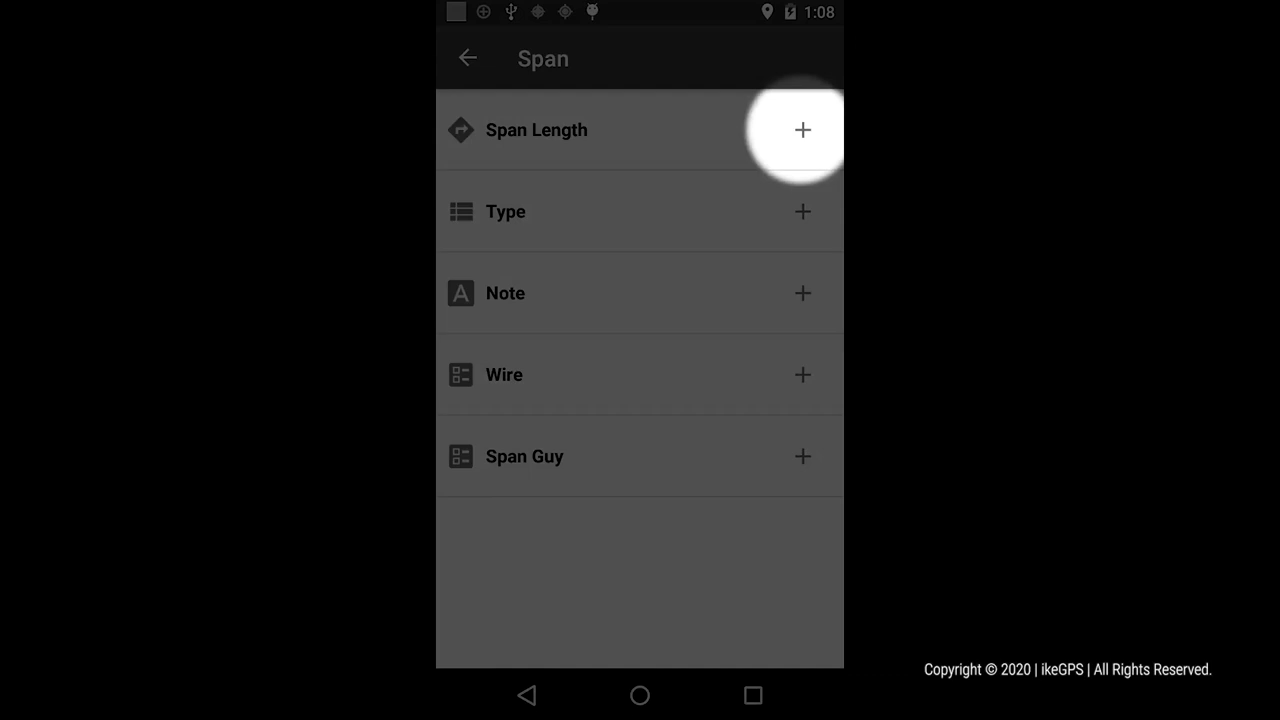 1:08
Span
Span Length
Type
Note
A
Wire
Span Guy
Copyright © 2020 | ikeGPS | All Rights Reserved.